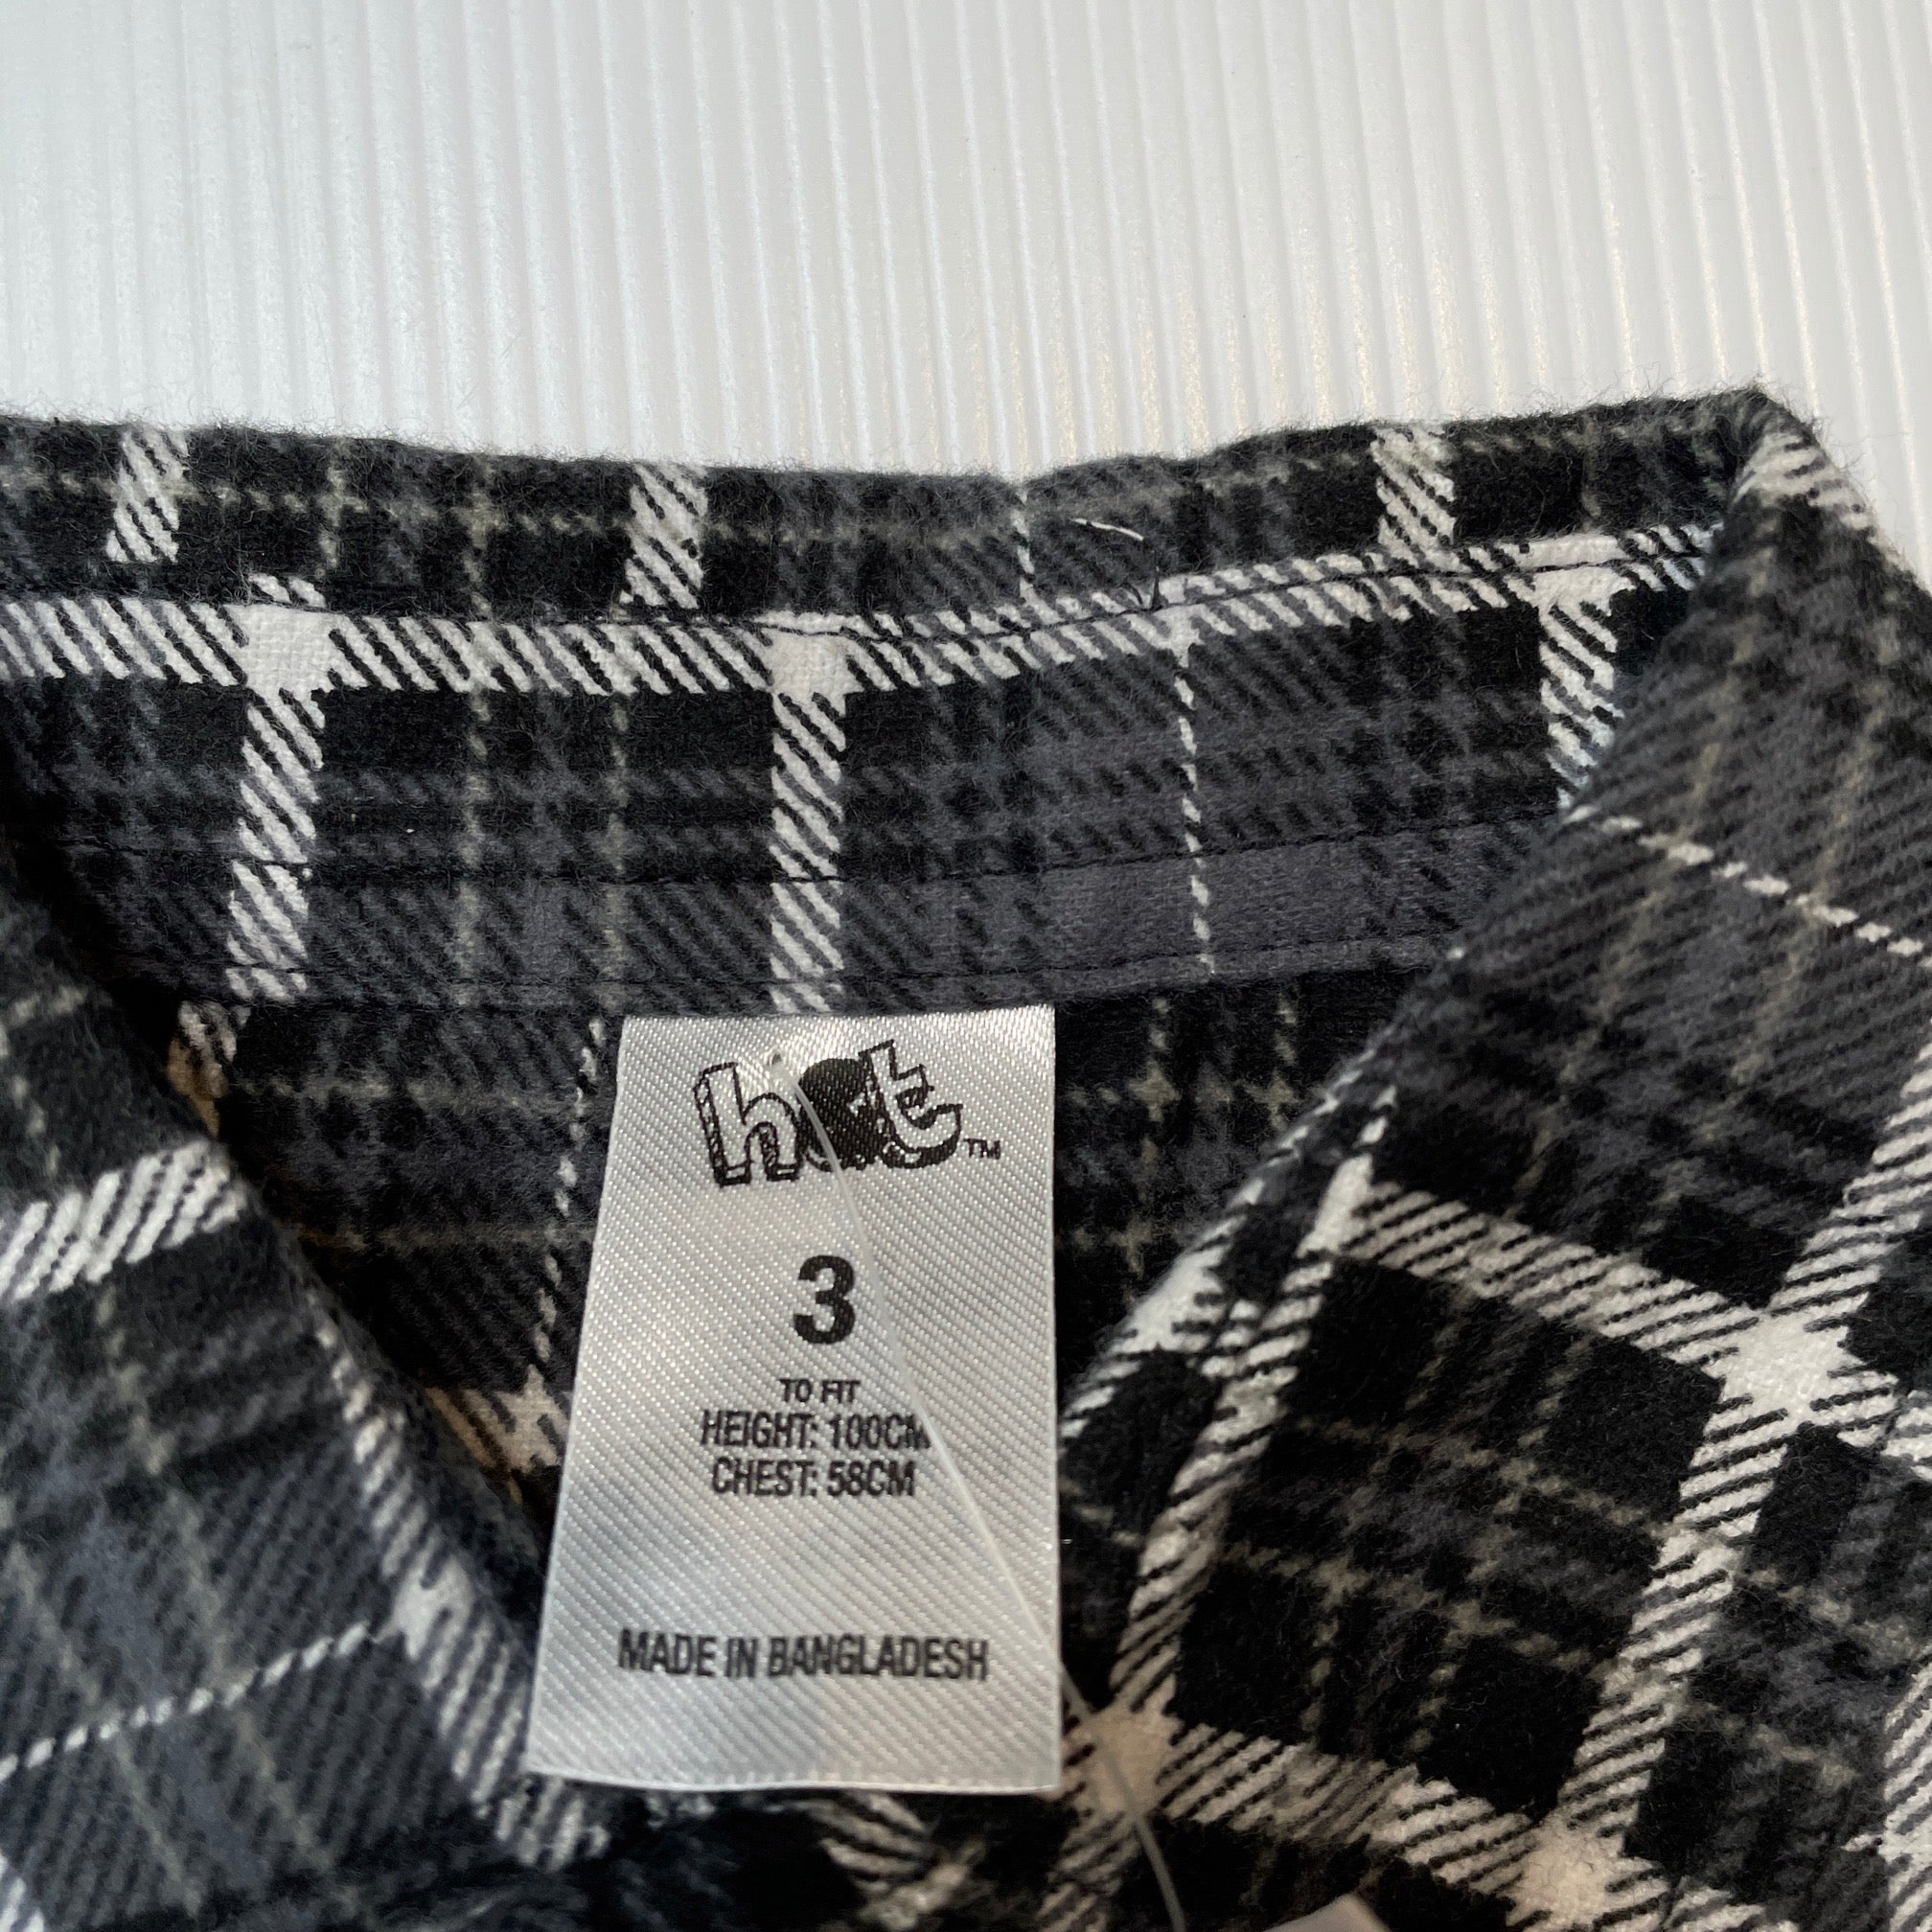 hot™
3
TO FIT
HEIGHT: 100CM
CHEST: 58CM
MADE IN BANGLADESH